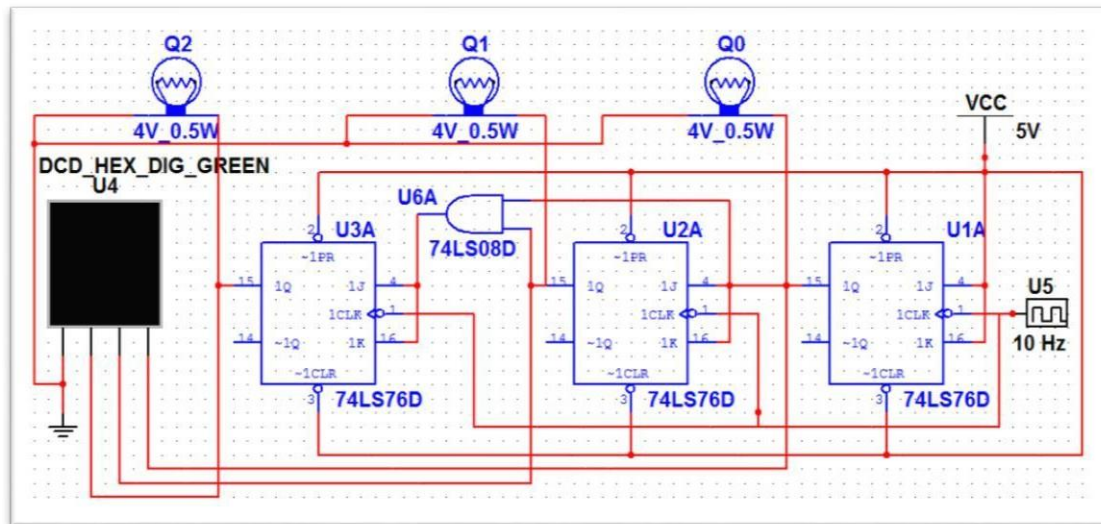 Q2
Q1
Q0
4V_0.5W
4V_0.5W
4V_0.5W
VCC
5V
DCD_HEX_DIG_GREEN
U4
U6A
74LS08D
2
U3A
~1PR
15
1Q
1J
4
1CLK
1
14
~1Q
1K
16
~1CLR
3
74LS76D
2
U2A
~1PR
15
1Q
1J
4
1CLK
1
14
~1Q
1K
16
~1CLR
3
74LS76D
2
U1A
~1PR
15
1Q
1J
4
1CLK
1
14
~1Q
1K
16
~1CLR
3
74LS76D
U5
10 Hz